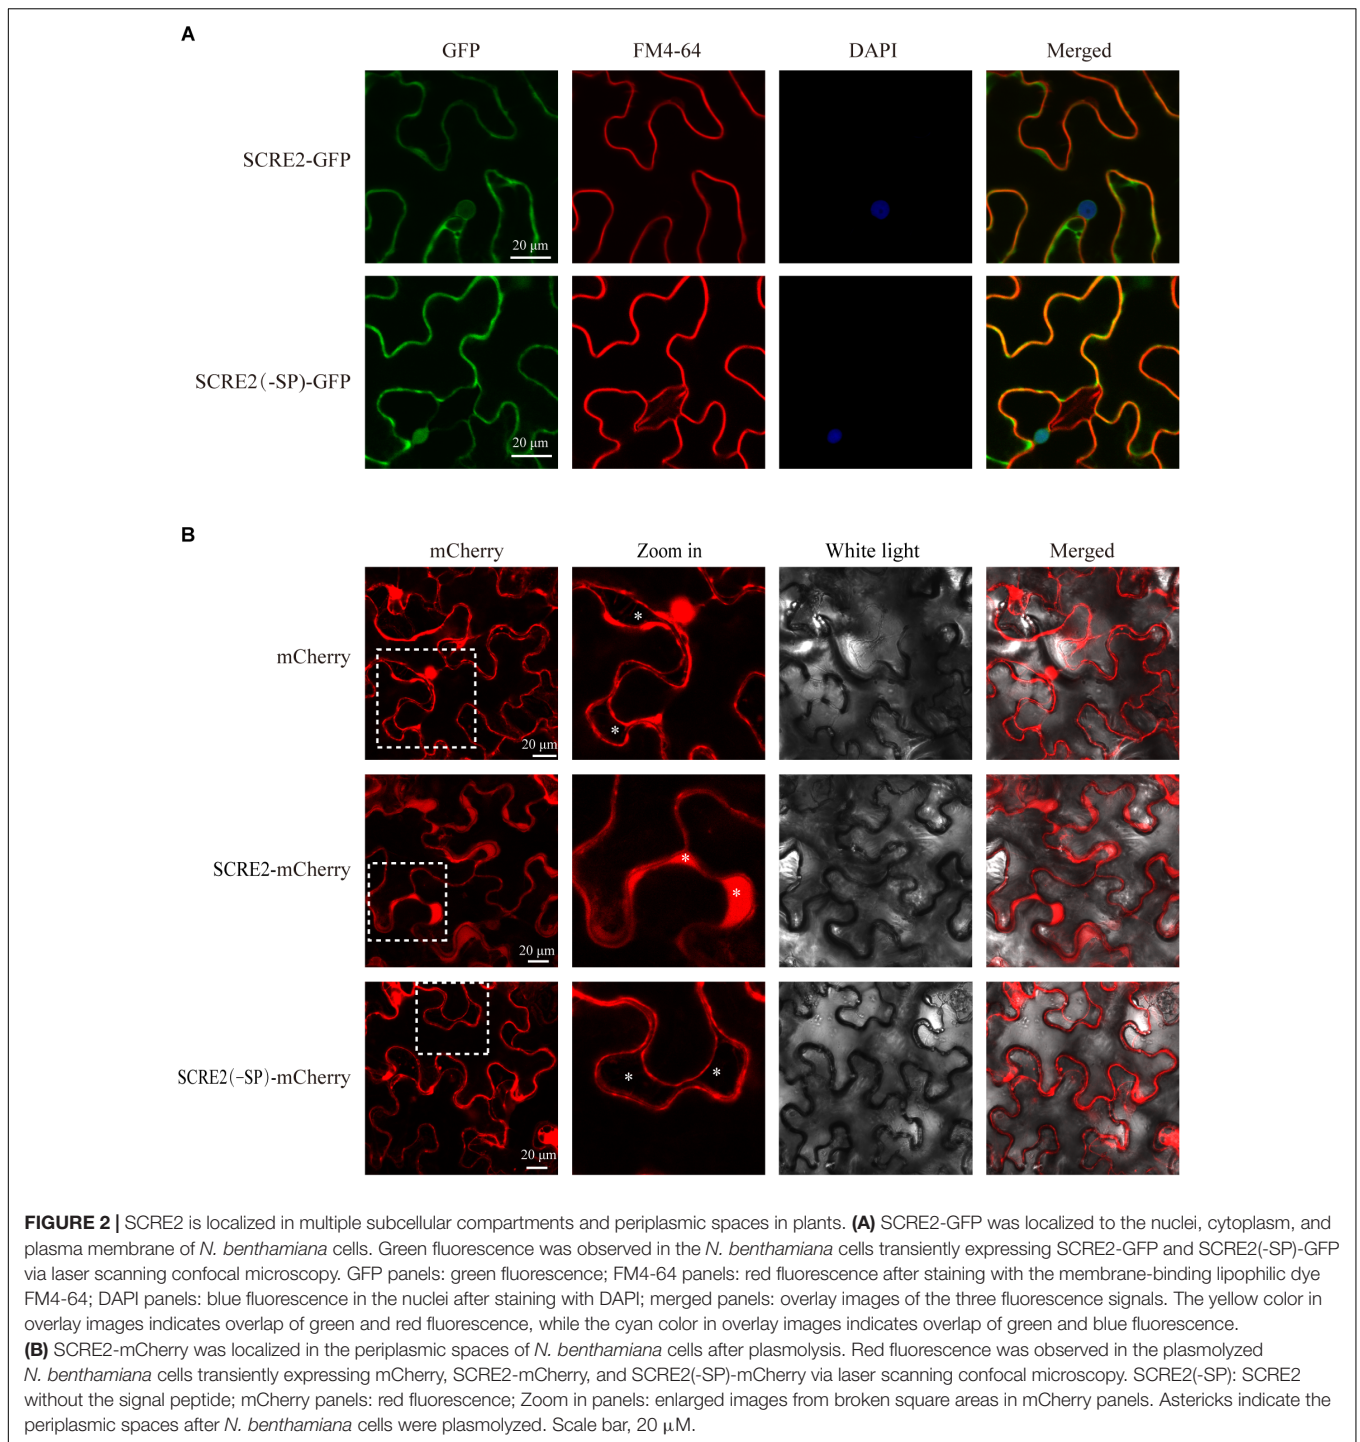 A
GFP FM4-64 DAPI Merged
SCRE2-GFP
20 μm
SCRE2(-SP)-GFP
20 μm
B
mCherry Zoom in White light Merged
mCherry
*
*
20 μm
SCRE2-mCherry
* *
20 μm
SCRE2(−SP)-mCherry
* *
20 μm
FIGURE 2 | SCRE2 is localized in multiple subcellular compartments and periplasmic spaces in plants. (A) SCRE2-GFP was localized to the nuclei, cytoplasm, and
plasma membrane of N. benthamiana cells. Green fluorescence was observed in the N. benthamiana cells transiently expressing SCRE2-GFP and SCRE2(-SP)-GFP
via laser scanning confocal microscopy. GFP panels: green fluorescence; FM4-64 panels: red fluorescence after staining with the membrane-binding lipophilic dye
FM4-64; DAPI panels: blue fluorescence in the nuclei after staining with DAPI; merged panels: overlay images of the three fluorescence signals. The yellow color in
overlay images indicates overlap of green and red fluorescence, while the cyan color in overlay images indicates overlap of green and blue fluorescence.
(B) SCRE2-mCherry was localized in the periplasmic spaces of N. benthamiana cells after plasmolysis. Red fluorescence was observed in the plasmolyzed
N. benthamiana cells transiently expressing mCherry, SCRE2-mCherry, and SCRE2(-SP)-mCherry via laser scanning confocal microscopy. SCRE2(-SP): SCRE2
without the signal peptide; mCherry panels: red fluorescence; Zoom in panels: enlarged images from broken square areas in mCherry panels. Astericks indicate the
periplasmic spaces after N. benthamiana cells were plasmolyzed. Scale bar, 20 μM.